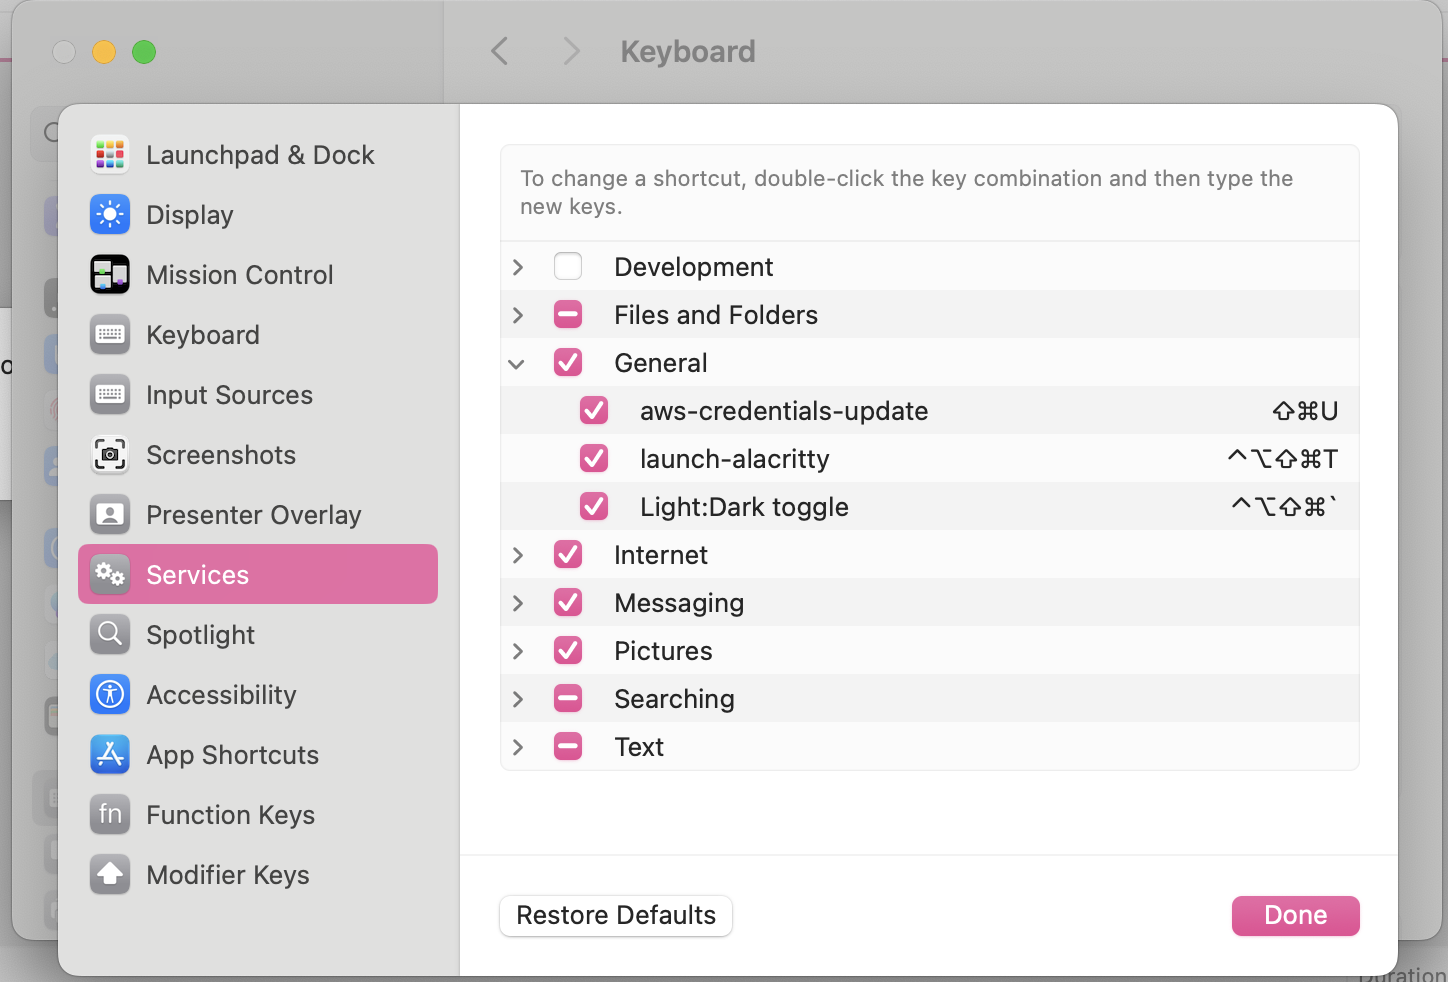 Keyboard
Launchpad & Dock
Display
Mission Control
Keyboard
Input Sources
Screenshots
Presenter Overlay
Services
Spotlight
Accessibility
App Shortcuts
fn Function Keys
Modifier Keys
To change a shortcut, double-click the key combination and then type the
new keys.
Development
Files and Folders
General
aws-credentials-update ⇧⌘U
launch-alacritty ^⌥⇧⌘T
Light:Dark toggle ^⌥⇧⌘`
Internet
Messaging
Pictures
Searching
Text
Restore Defaults
Done
Duration